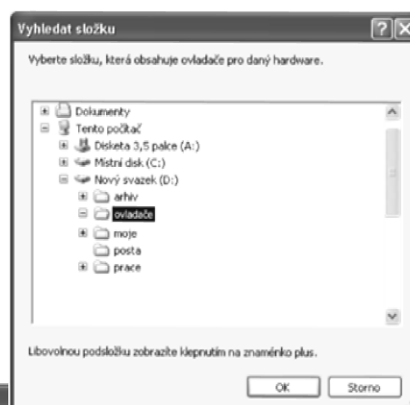 Vyhledat složku
Vyberte složku, která obsahuje ovladače pro daný hardware.
Dokumenty
Tento počítač
Disketa 3,5 palce (A:)
Místní disk (C:)
Nový svazek (D:)
arhiv
ovladače
moje
posta
prace
Libovolnou podsložku zobrazíte klepnutím na znaménko plus.
OK
Storno